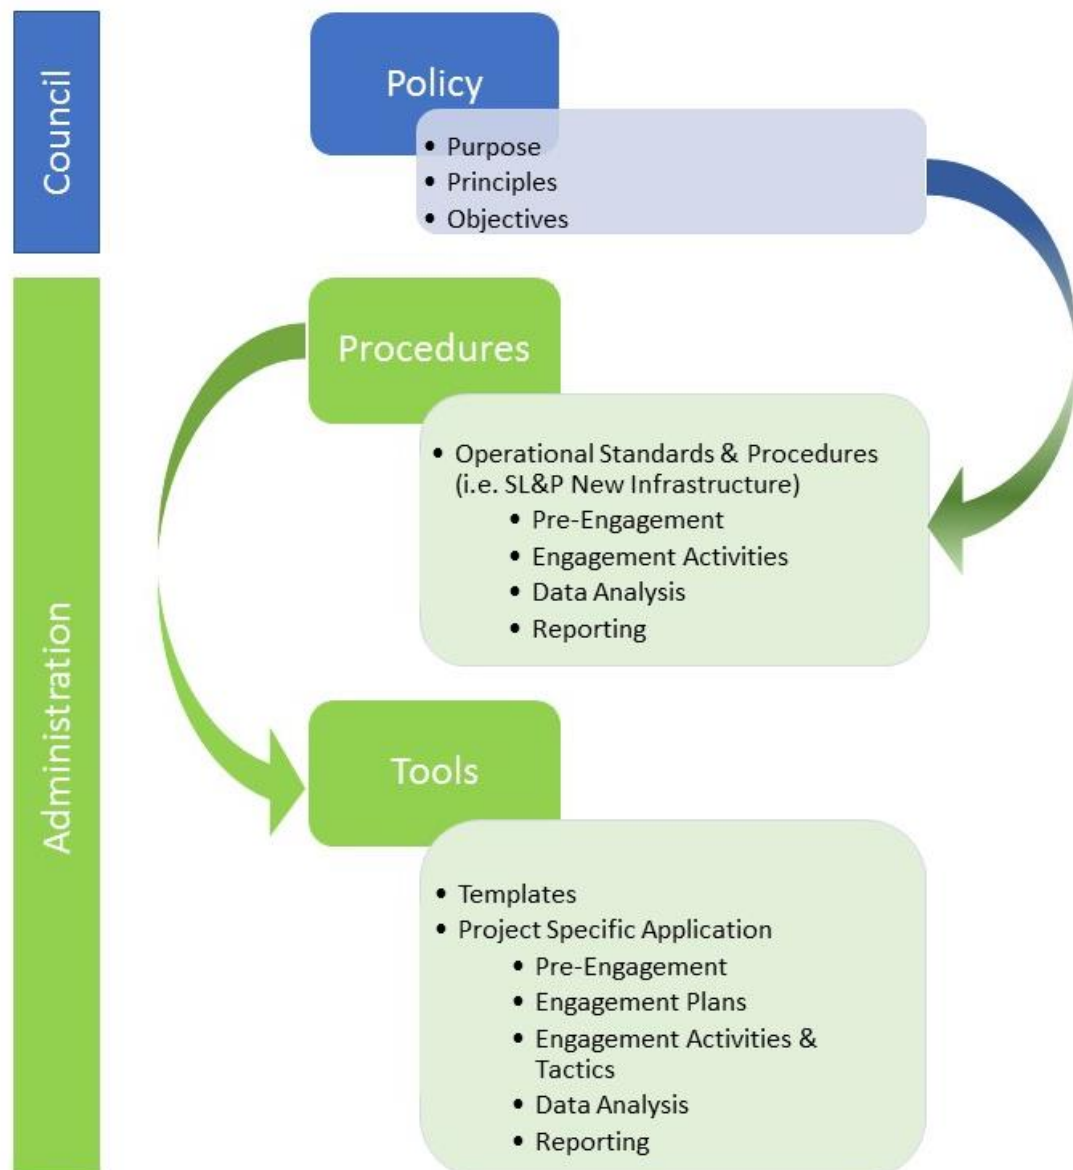 Council
Policy
• Purpose
• Principles
• Objectives
Administration
Procedures
• Operational Standards & Procedures
(i.e. SL&P New Infrastructure)
• Pre-Engagement
• Engagement Activities
• Data Analysis
• Reporting
Tools
• Templates
• Project Specific Application
• Pre-Engagement
• Engagement Plans
• Engagement Activities &
Tactics
• Data Analysis
• Reporting